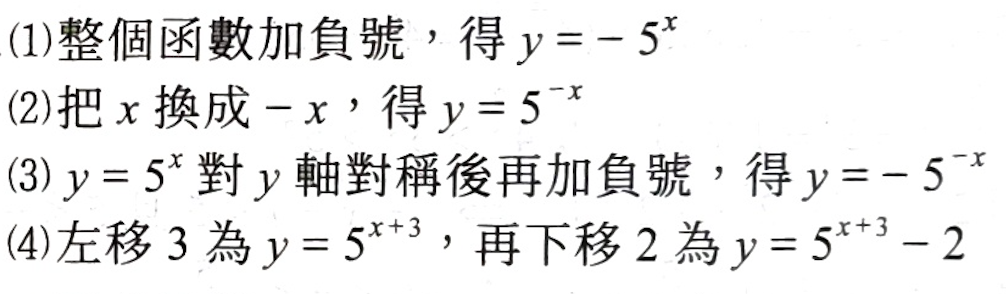 (1)整個函數加負號，得 y = − 5^x
(2)把 x 換成 − x，得 y = 5^{−x}
(3) y = 5^x 對 y 軸對稱後再加負號，得 y = − 5^{−x}
(4)左移 3 為 y = 5^{x+3}，再下移 2 為 y = 5^{x+3} − 2